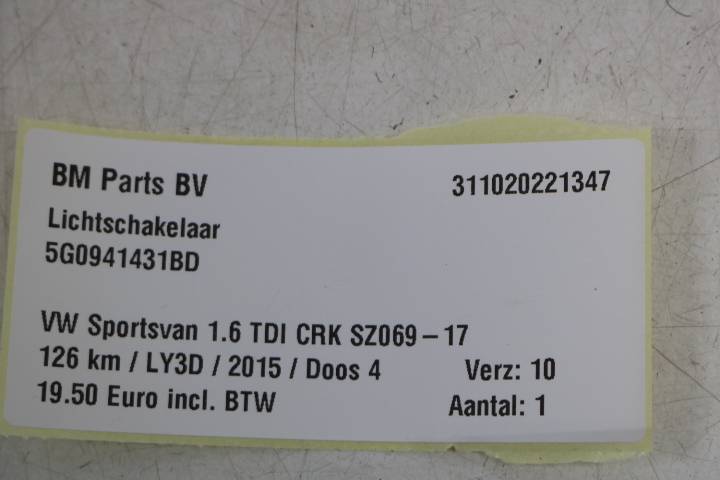 BM Parts BV 311020221347
Lichtschakelaar
5G0941431BD
VW Sportsvan 1.6 TDI CRK SZ069-17
126 km / LY3D / 2015 / Doos 4 Verz: 10
19.50 Euro incl. BTW Aantal: 1